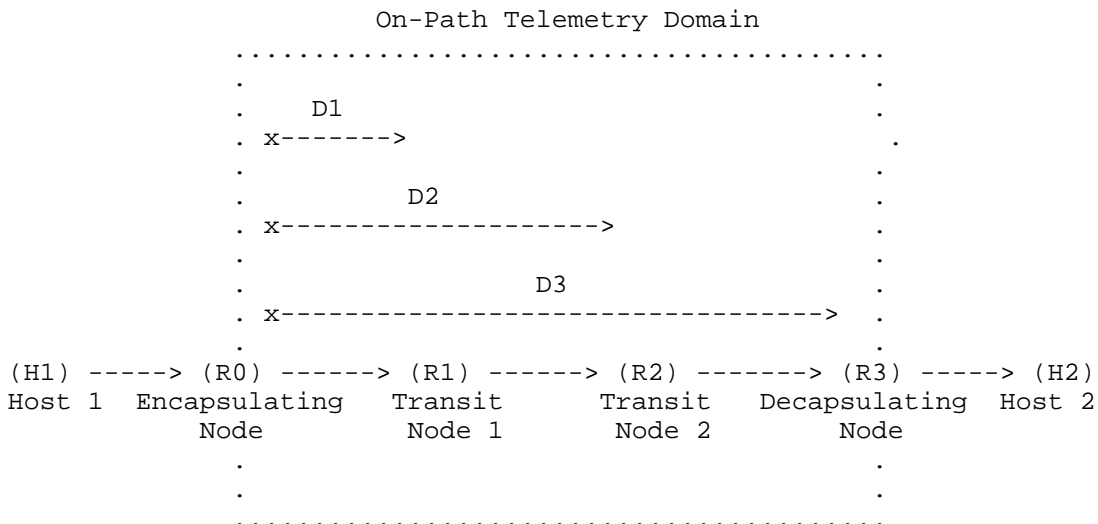 On-Path Telemetry Domain
.........................................
.                                       .
.    D1                                 .
. x------->                              .
.                                       .
.          D2                           .
. x-------------------->                .
.                                       .
.                  D3                   .
. x---------------------------------->  .
.                                       .
(H1) -----> (R0) ------> (R1) ------> (R2) -------> (R3) -----> (H2)
Host 1  Encapsulating   Transit      Transit   Decapsulating  Host 2
Node         Node 1       Node 2        Node
.                                       .
.                                       .
.........................................